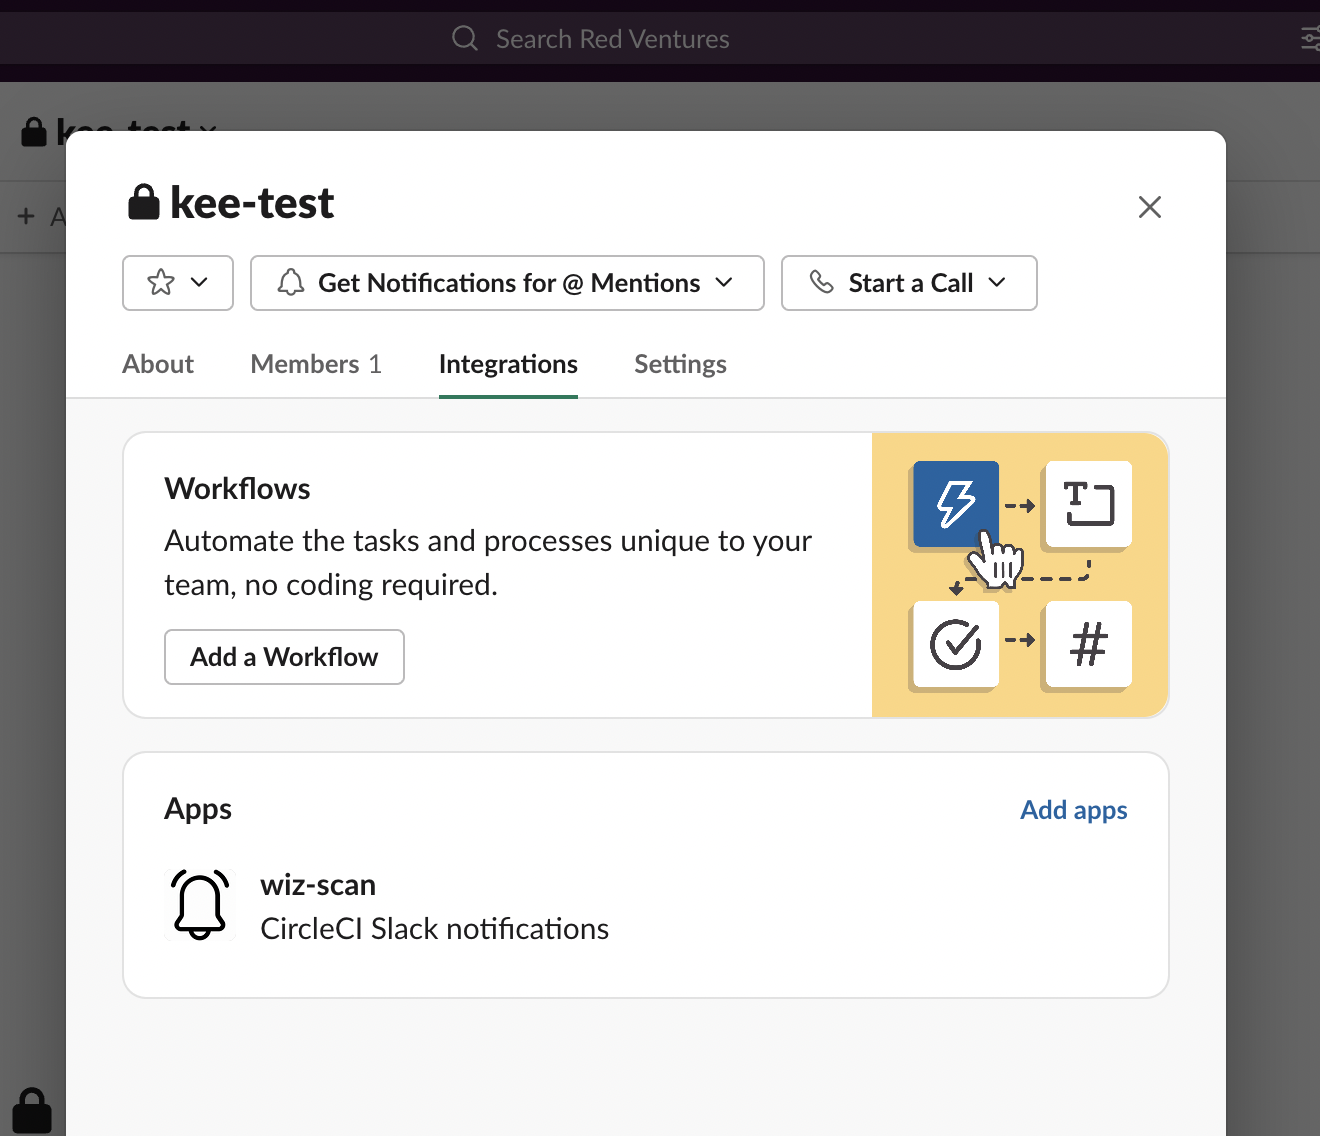 Search Red Ventures
kee-test
kee-test
Get Notifications for @ Mentions
Start a Call
About
Members 1
Integrations
Settings
Workflows
Automate the tasks and processes unique to your
team, no coding required.
Add a Workflow
T
#
Apps
Add apps
wiz-scan
CircleCI Slack notifications